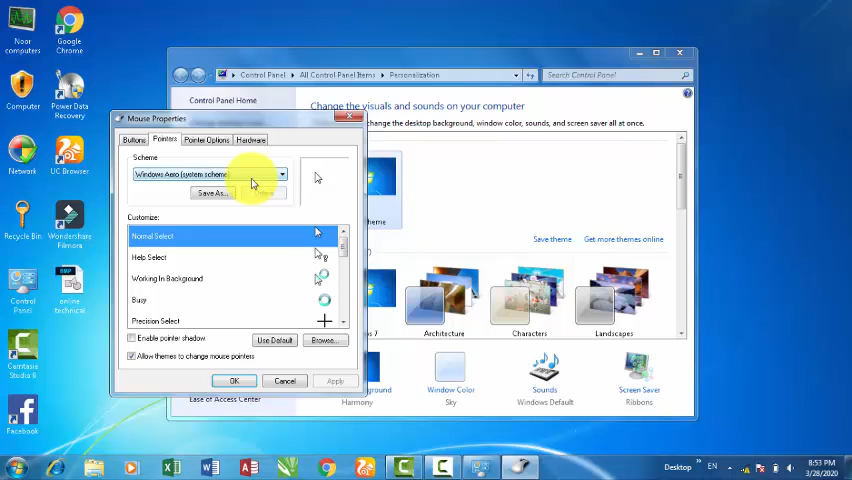 Noor
computers
Google
Chrome
Computer
Power Data
Recovery
Network
UC Browser
Recycle Bin
Wondershare
Filmora
Control
Panel
online
technical
Camtasia
Studio 8
Facebook
Control Panel
All Control Panel Items
Personalization
Search Control Panel
Control Panel Home
Change the visuals and sounds on your computer
change the desktop background, window color, sounds, and screen saver all at once.
Save theme
Get more themes online
Architecture
Characters
Landscapes
Window Color
Sky
Sounds
Windows Default
Screen Saver
Ribbons
Harmony
Ease of Access Center
Mouse Properties
Buttons
Pointers
Pointer Options
Hardware
Scheme
Windows Aero (system scheme)
Save As...
Customize:
Normal Select
Help Select
Working In Background
Busy
Precision Select
Enable pointer shadow
Use Default
Browse...
Allow themes to change mouse pointers
OK
Cancel
Apply
Desktop
EN
8:53 PM
3/28/2020